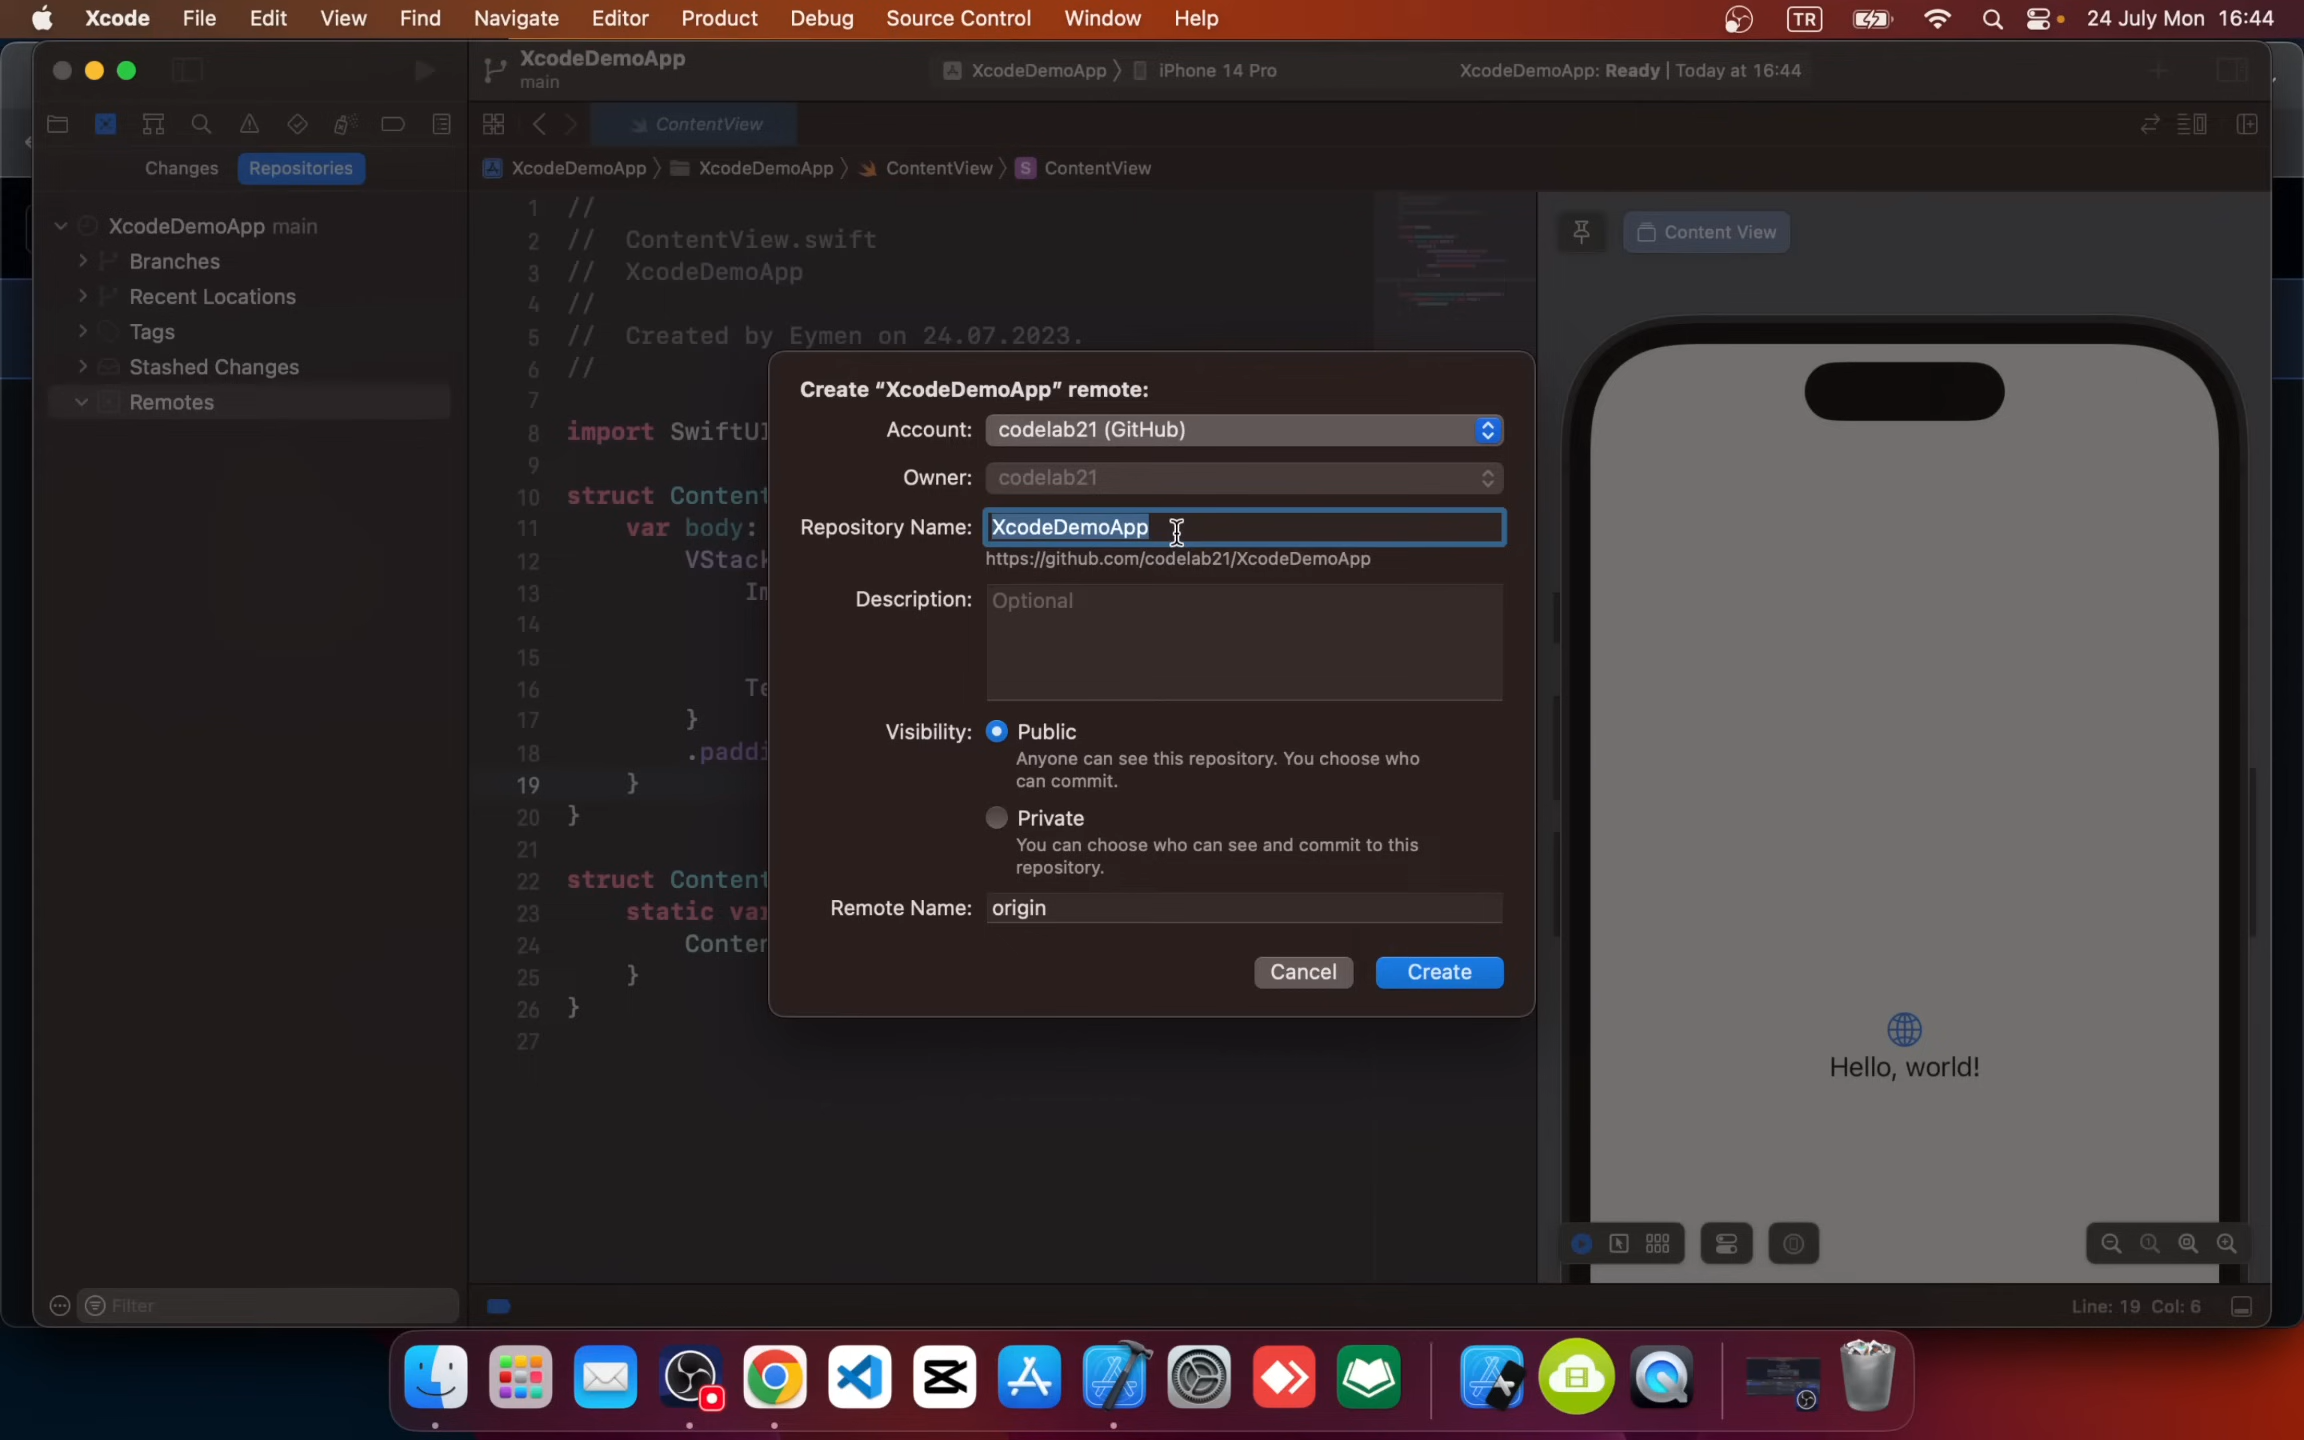 Xcode File Edit View Find Navigate Editor Product Debug Source Control Window Help TR 24 July Mon 16:44
XcodeDemoApp
main
XcodeDemoApp 〉 iPhone 14 Pro
XcodeDemoApp: Ready | Today at 16:44
ContentView
Changes Repositories
XcodeDemoApp 〉 XcodeDemoApp 〉 ContentView 〉 S ContentView
XcodeDemoApp main
Branches
Recent Locations
Tags
Stashed Changes
Remotes
Filter
1 //
2 // ContentView.swift
3 // XcodeDemoApp
4 //
5 // Created by Eymen on 24.07.2023.
6 //
7
8 import SwiftUI
9
10 struct Content
11 var body:
12 VStack
13 Im
14
15
16 Te
17 }
18 .paddi
19 }
20 }
21
22 struct Content
23 static var
24 Conten
25 }
26 }
27
Create “XcodeDemoApp” remote:
Account: codelab21 (GitHub)
Owner: codelab21
Repository Name: XcodeDemoApp
https://github.com/codelab21/XcodeDemoApp
Description: Optional
Visibility: Public
Anyone can see this repository. You choose who
can commit.
Private
You can choose who can see and commit to this
repository.
Remote Name: origin
Cancel Create
Content View
Hello, world!
Line: 19 Col: 6